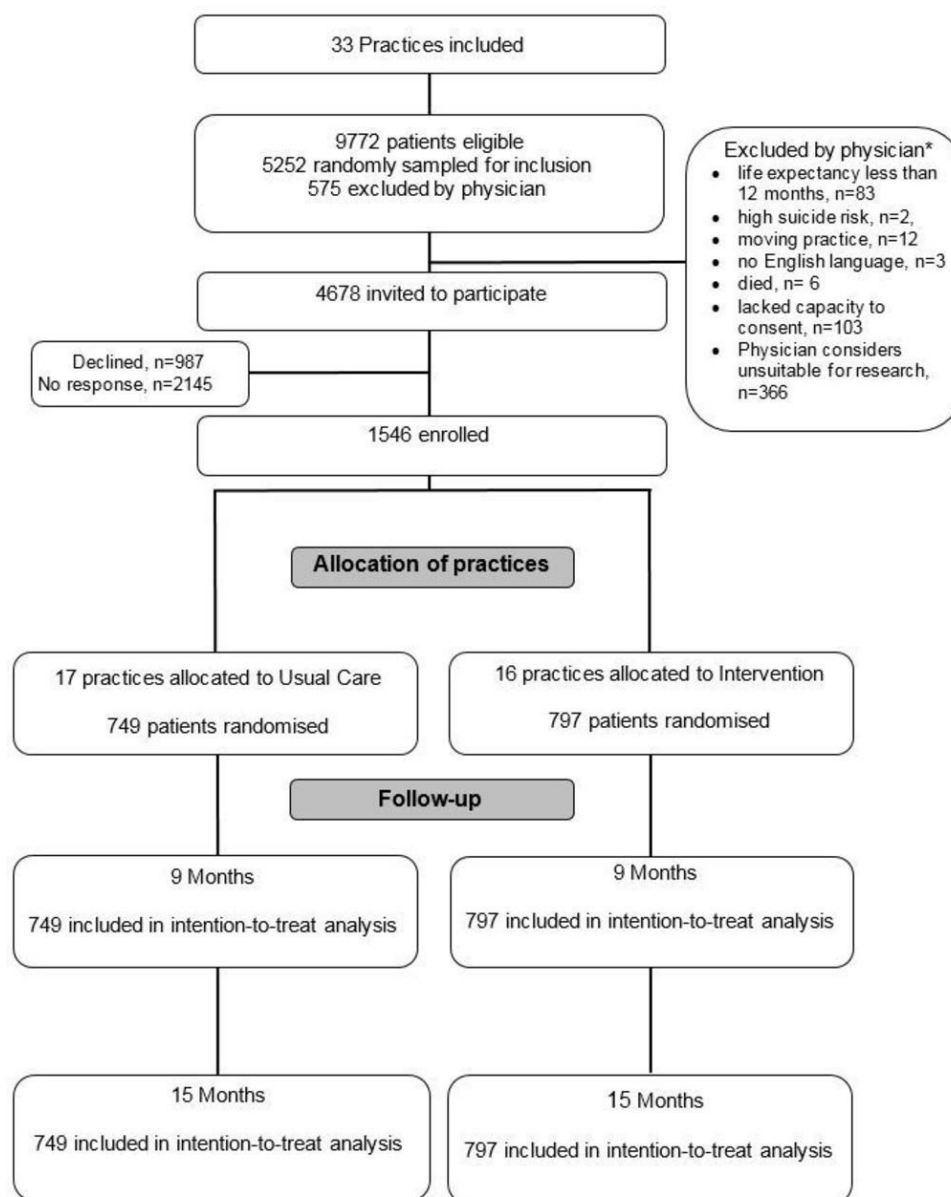 33 Practices included
9772 patients eligible
5252 randomly sampled for inclusion
575 excluded by physician
Excluded by physician*
• life expectancy less than
12 months, n=83
• high suicide risk, n=2,
• moving practice, n=12
• no English language, n=3
• died, n= 6
• lacked capacity to
consent, n=103
• Physician considers
unsuitable for research,
n=366
4678 invited to participate
Declined, n=987
No response, n=2145
1546 enrolled
Allocation of practices
17 practices allocated to Usual Care
749 patients randomised
16 practices allocated to Intervention
797 patients randomised
Follow-up
9 Months
749 included in intention-to-treat analysis
9 Months
797 included in intention-to-treat analysis
15 Months
749 included in intention-to-treat analysis
15 Months
797 included in intention-to-treat analysis